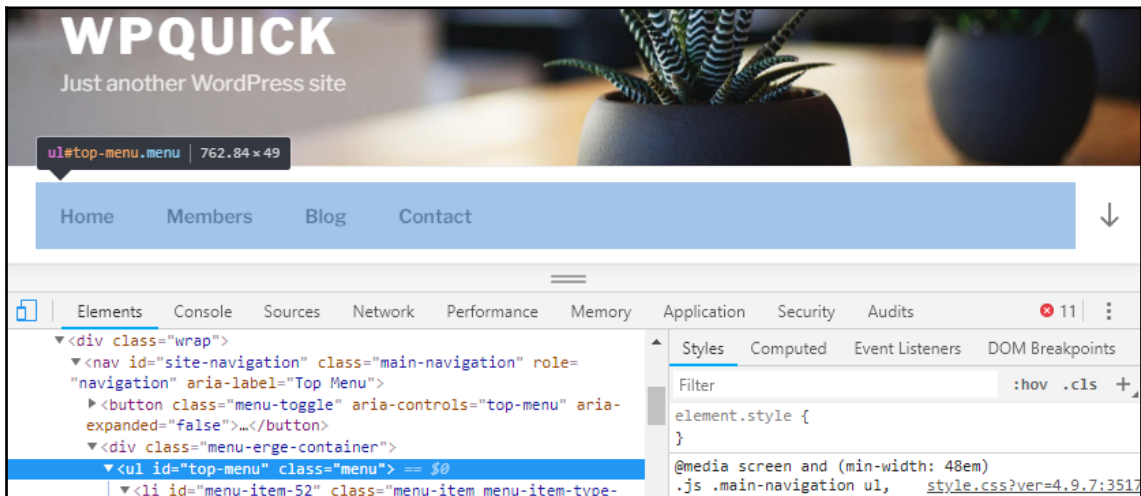 WPQUICK
Just another WordPress site
ul#top-menu.menu | 762.84 × 49
Home Members Blog Contact
Elements Console Sources Network Performance Memory Application Security Audits 11
▼<div class="wrap">
▼<nav id="site-navigation" class="main-navigation" role=
"navigation" aria-label="Top Menu">
▶<button class="menu-toggle" aria-controls="top-menu" aria-
expanded="false">…</button>
▼<div class="menu-erge-container">
▼<ul id="top-menu" class="menu"> == $0
▼<li id="menu-item-52" class="menu-item menu-item-type-
Styles Computed Event Listeners DOM Breakpoints
Filter :hov .cls +
element.style {
}
@media screen and (min-width: 48em)
.js .main-navigation ul, style.css?ver=4.9.7:3517